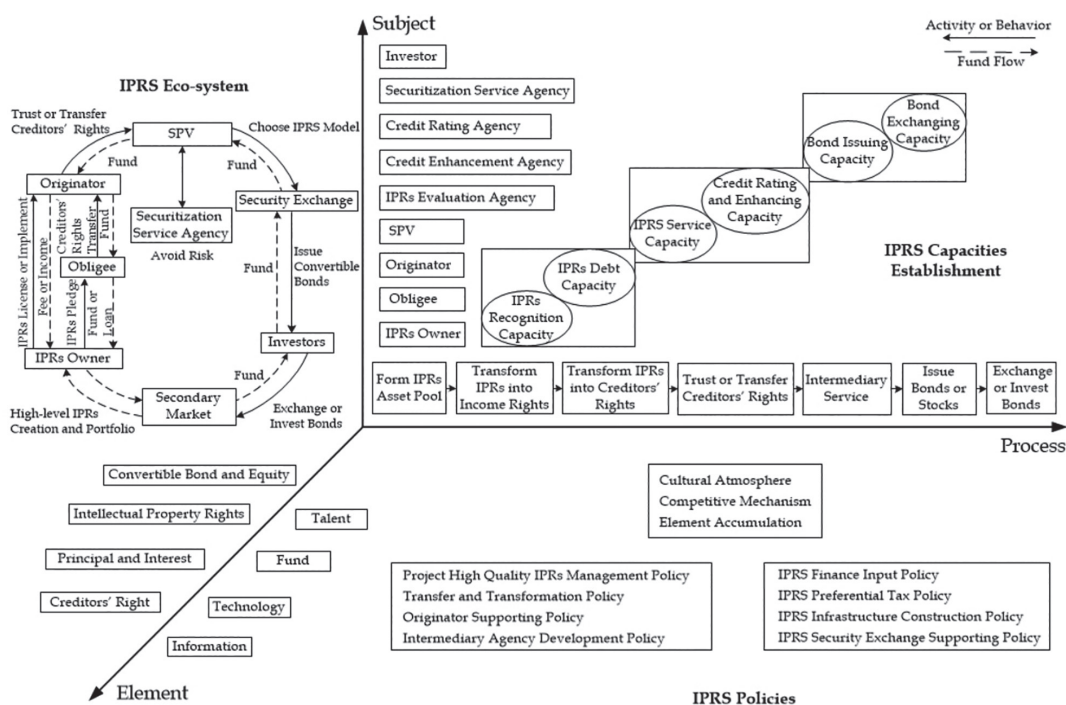 Subject
Activity or Behavior
Fund Flow
IPRS Eco-system
Trust or Transfer
Creditors' Rights
SPV
Choose IPRS Model
Fund
Fund
Originator
Security Exchange
Securitization
Service Agency
Avoid Risk
IPRs License or Implement
Fee or Income
Creditors'
Rights
Transfer
Fund
Obligee
IPRs Pledge
Fund or
Loan
Fund
Issue
Convertible
Bonds
IPRs Owner
Investors
Secondary
Market
Fund
High-level IPRs
Creation and Portfolio
Exchange or
Invest Bonds
Investor
Securitization Service Agency
Credit Rating Agency
Credit Enhancement Agency
IPRs Evaluation Agency
SPV
Originator
Obligee
IPRs Owner
Bond
Exchanging
Capacity
Bond Issuing
Capacity
Credit Rating
and Enhancing
Capacity
IPRS Service
Capacity
IPRs Debt
Capacity
IPRs
Recognition
Capacity
IPRS Capacities
Establishment
Form IPRs
Asset Pool
Transform
IPRs into
Income Rights
Transform IPRs
into Creditors'
Rights
Trust or Transfer
Creditors' Rights
Intermediary
Service
Issue
Bonds or
Stocks
Exchange
or Invest
Bonds
Process
Convertible Bond and Equity
Intellectual Property Rights
Principal and Interest
Creditors' Right
Talent
Fund
Technology
Information
Element
Cultural Atmosphere
Competitive Mechanism
Element Accumulation
Project High Quality IPRs Management Policy
Transfer and Transformation Policy
Originator Supporting Policy
Intermediary Agency Development Policy
IPRS Finance Input Policy
IPRS Preferential Tax Policy
IPRS Infrastructure Construction Policy
IPRS Security Exchange Supporting Policy
IPRS Policies